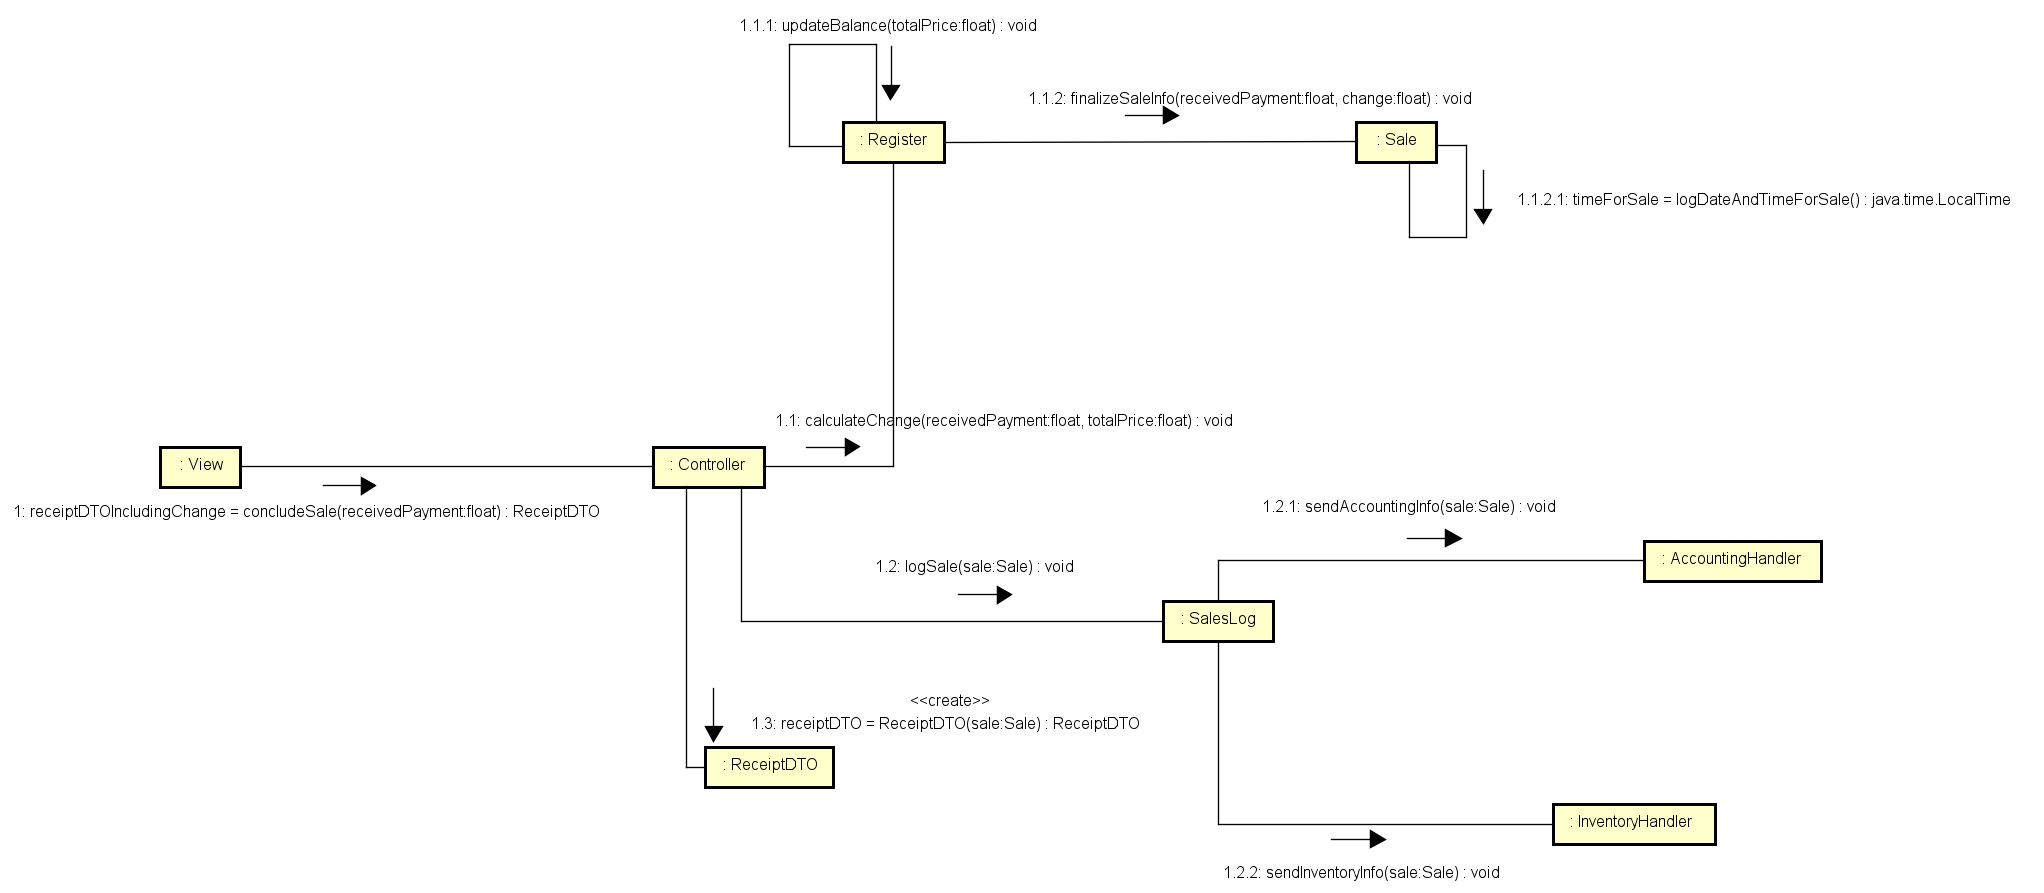 1.1.1: updateBalance(totalPrice:float) : void
1.1.2: finalizeSaleInfo(receivedPayment:float, change:float) : void
: Register
: Sale
1.1.2.1: timeForSale = logDateAndTimeForSale() : java.time.LocalTime
1.1: calculateChange(receivedPayment:float, totalPrice:float) : void
: View
: Controller
1: receiptDTOIncludingChange = concludeSale(receivedPayment:float) : ReceiptDTO
1.2.1: sendAccountingInfo(sale:Sale) : void
: AccountingHandler
1.2: logSale(sale:Sale) : void
: SalesLog
<<create>>
1.3: receiptDTO = ReceiptDTO(sale:Sale) : ReceiptDTO
: ReceiptDTO
: InventoryHandler
1.2.2: sendInventoryInfo(sale:Sale) : void